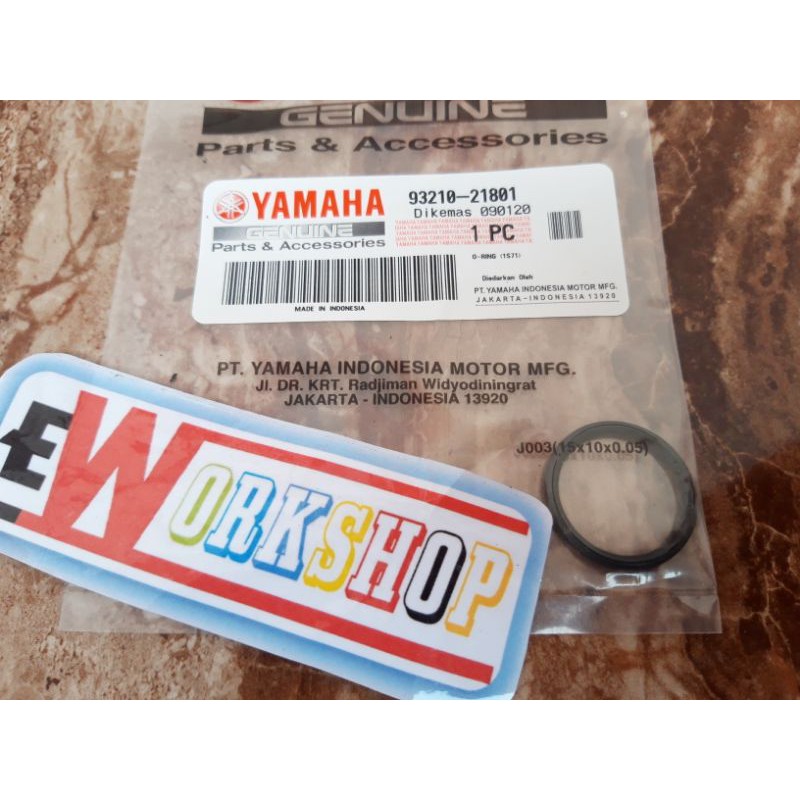 GENUINE
Parts & Accessories
YAMAHA
GENUINE
Parts & Accessories
93210-21801
Dikemas 090120
1 PC
O-RING (1S71)
Diedarkan Oleh
PT. YAMAHA INDONESIA MOTOR MFG.
JAKARTA-INDONESIA 13920
MADE IN INDONESIA
PT. YAMAHA INDONESIA MOTOR MFG.
Jl. DR. KRT. Radjiman Widyodiningrat
JAKARTA - INDONESIA 13920
J003(15x10x0.05)
EWORKSHOP